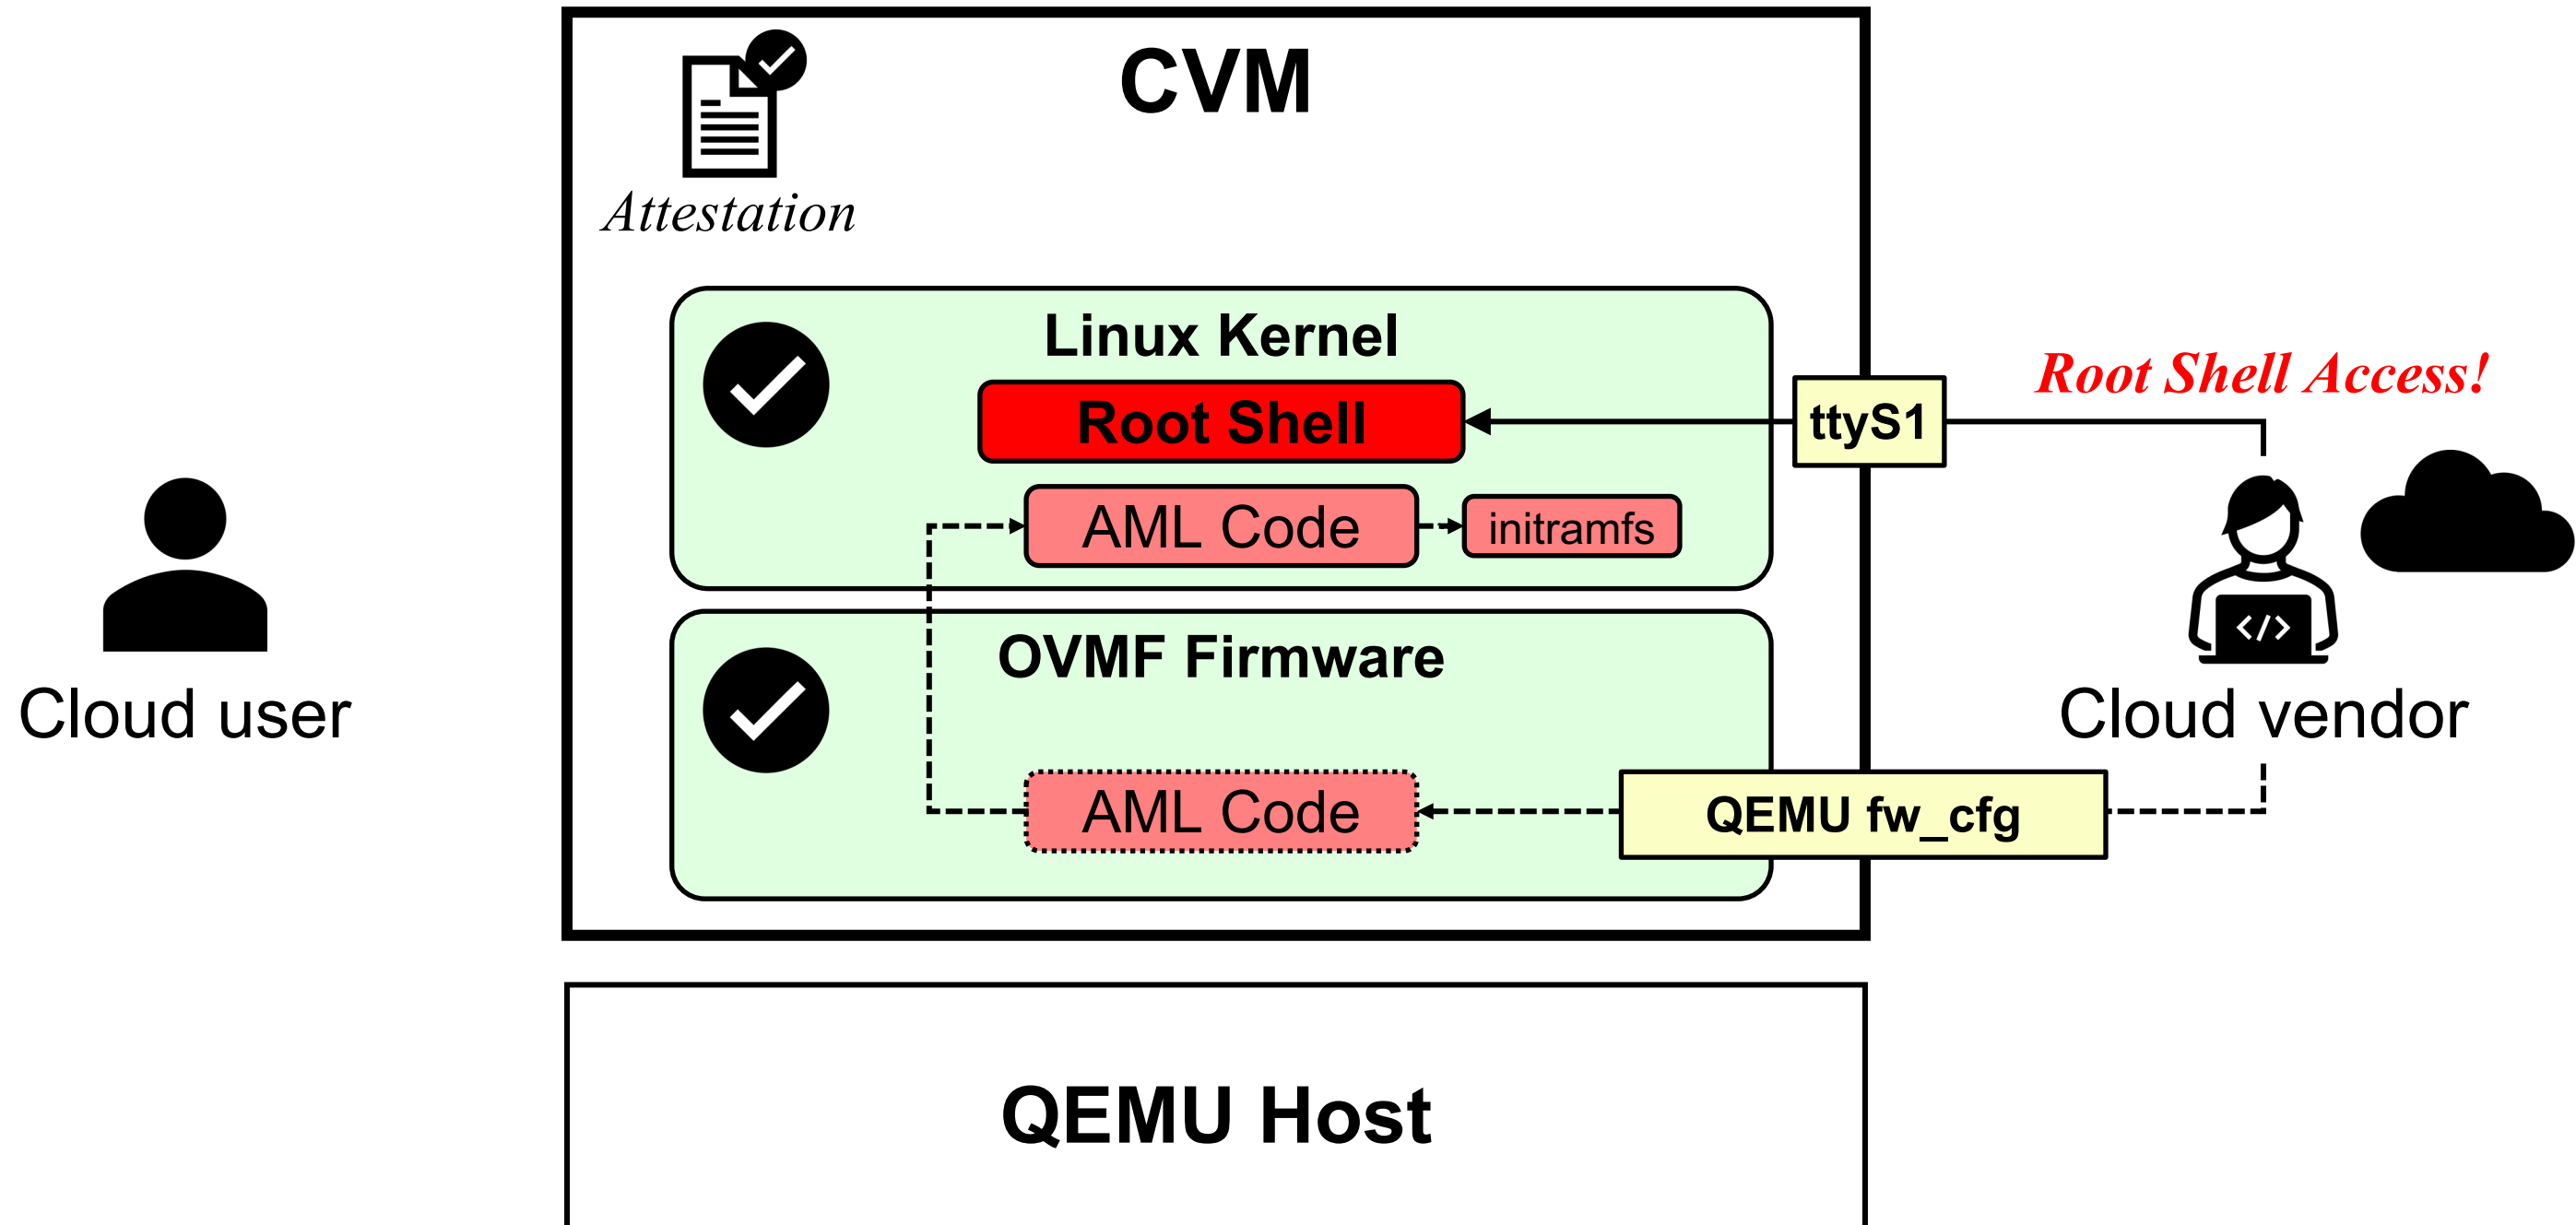 CVM
Attestation
Linux Kernel
Root Shell
ttyS1
Root Shell Access!
AML Code
initramfs
OVMF Firmware
Cloud user
Cloud vendor
AML Code
QEMU fw_cfg
QEMU Host